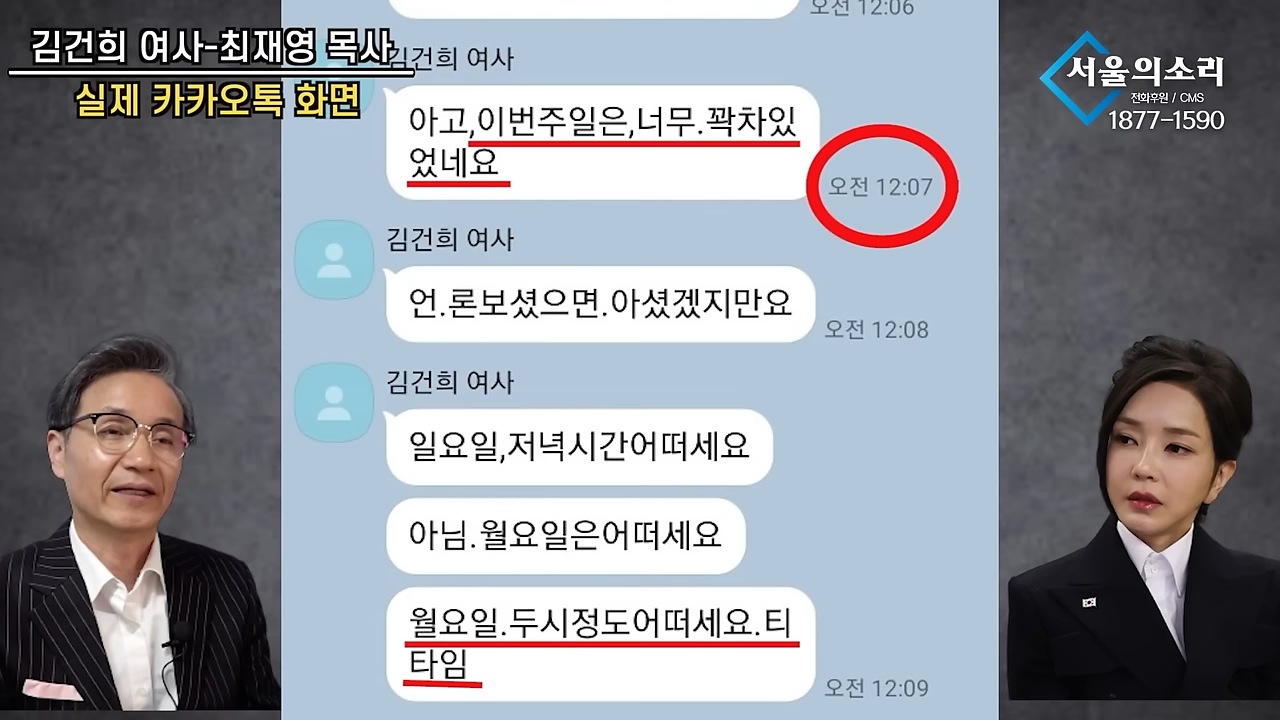 김건희 여사-최재영 목사
실제 카카오톡 화면
서울의소리
전화후원 / CMS
1877-1590
오전 12:06
김건희 여사
아고,이번주일은,너무.꽉차있
었네요
오전 12:07
김건희 여사
언.론보셨으면.아셨겠지만요
오전 12:08
김건희 여사
일요일,저녁시간어떠세요
아님.월요일은어떠세요
월요일.두시정도어떠세요.티
타임
오전 12:09